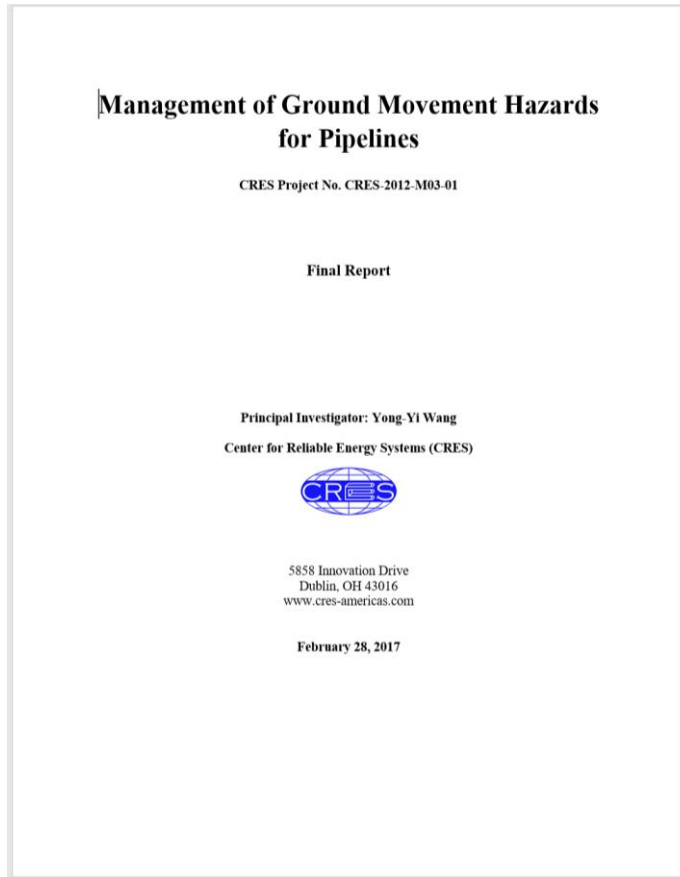 Management of Ground Movement Hazards
for Pipelines
CRES Project No. CRES-2012-M03-01
Final Report
Principal Investigator: Yong-Yi Wang
Center for Reliable Energy Systems (CRES)
CRES
5858 Innovation Drive
Dublin, OH 43016
www.cres-americas.com
February 28, 2017